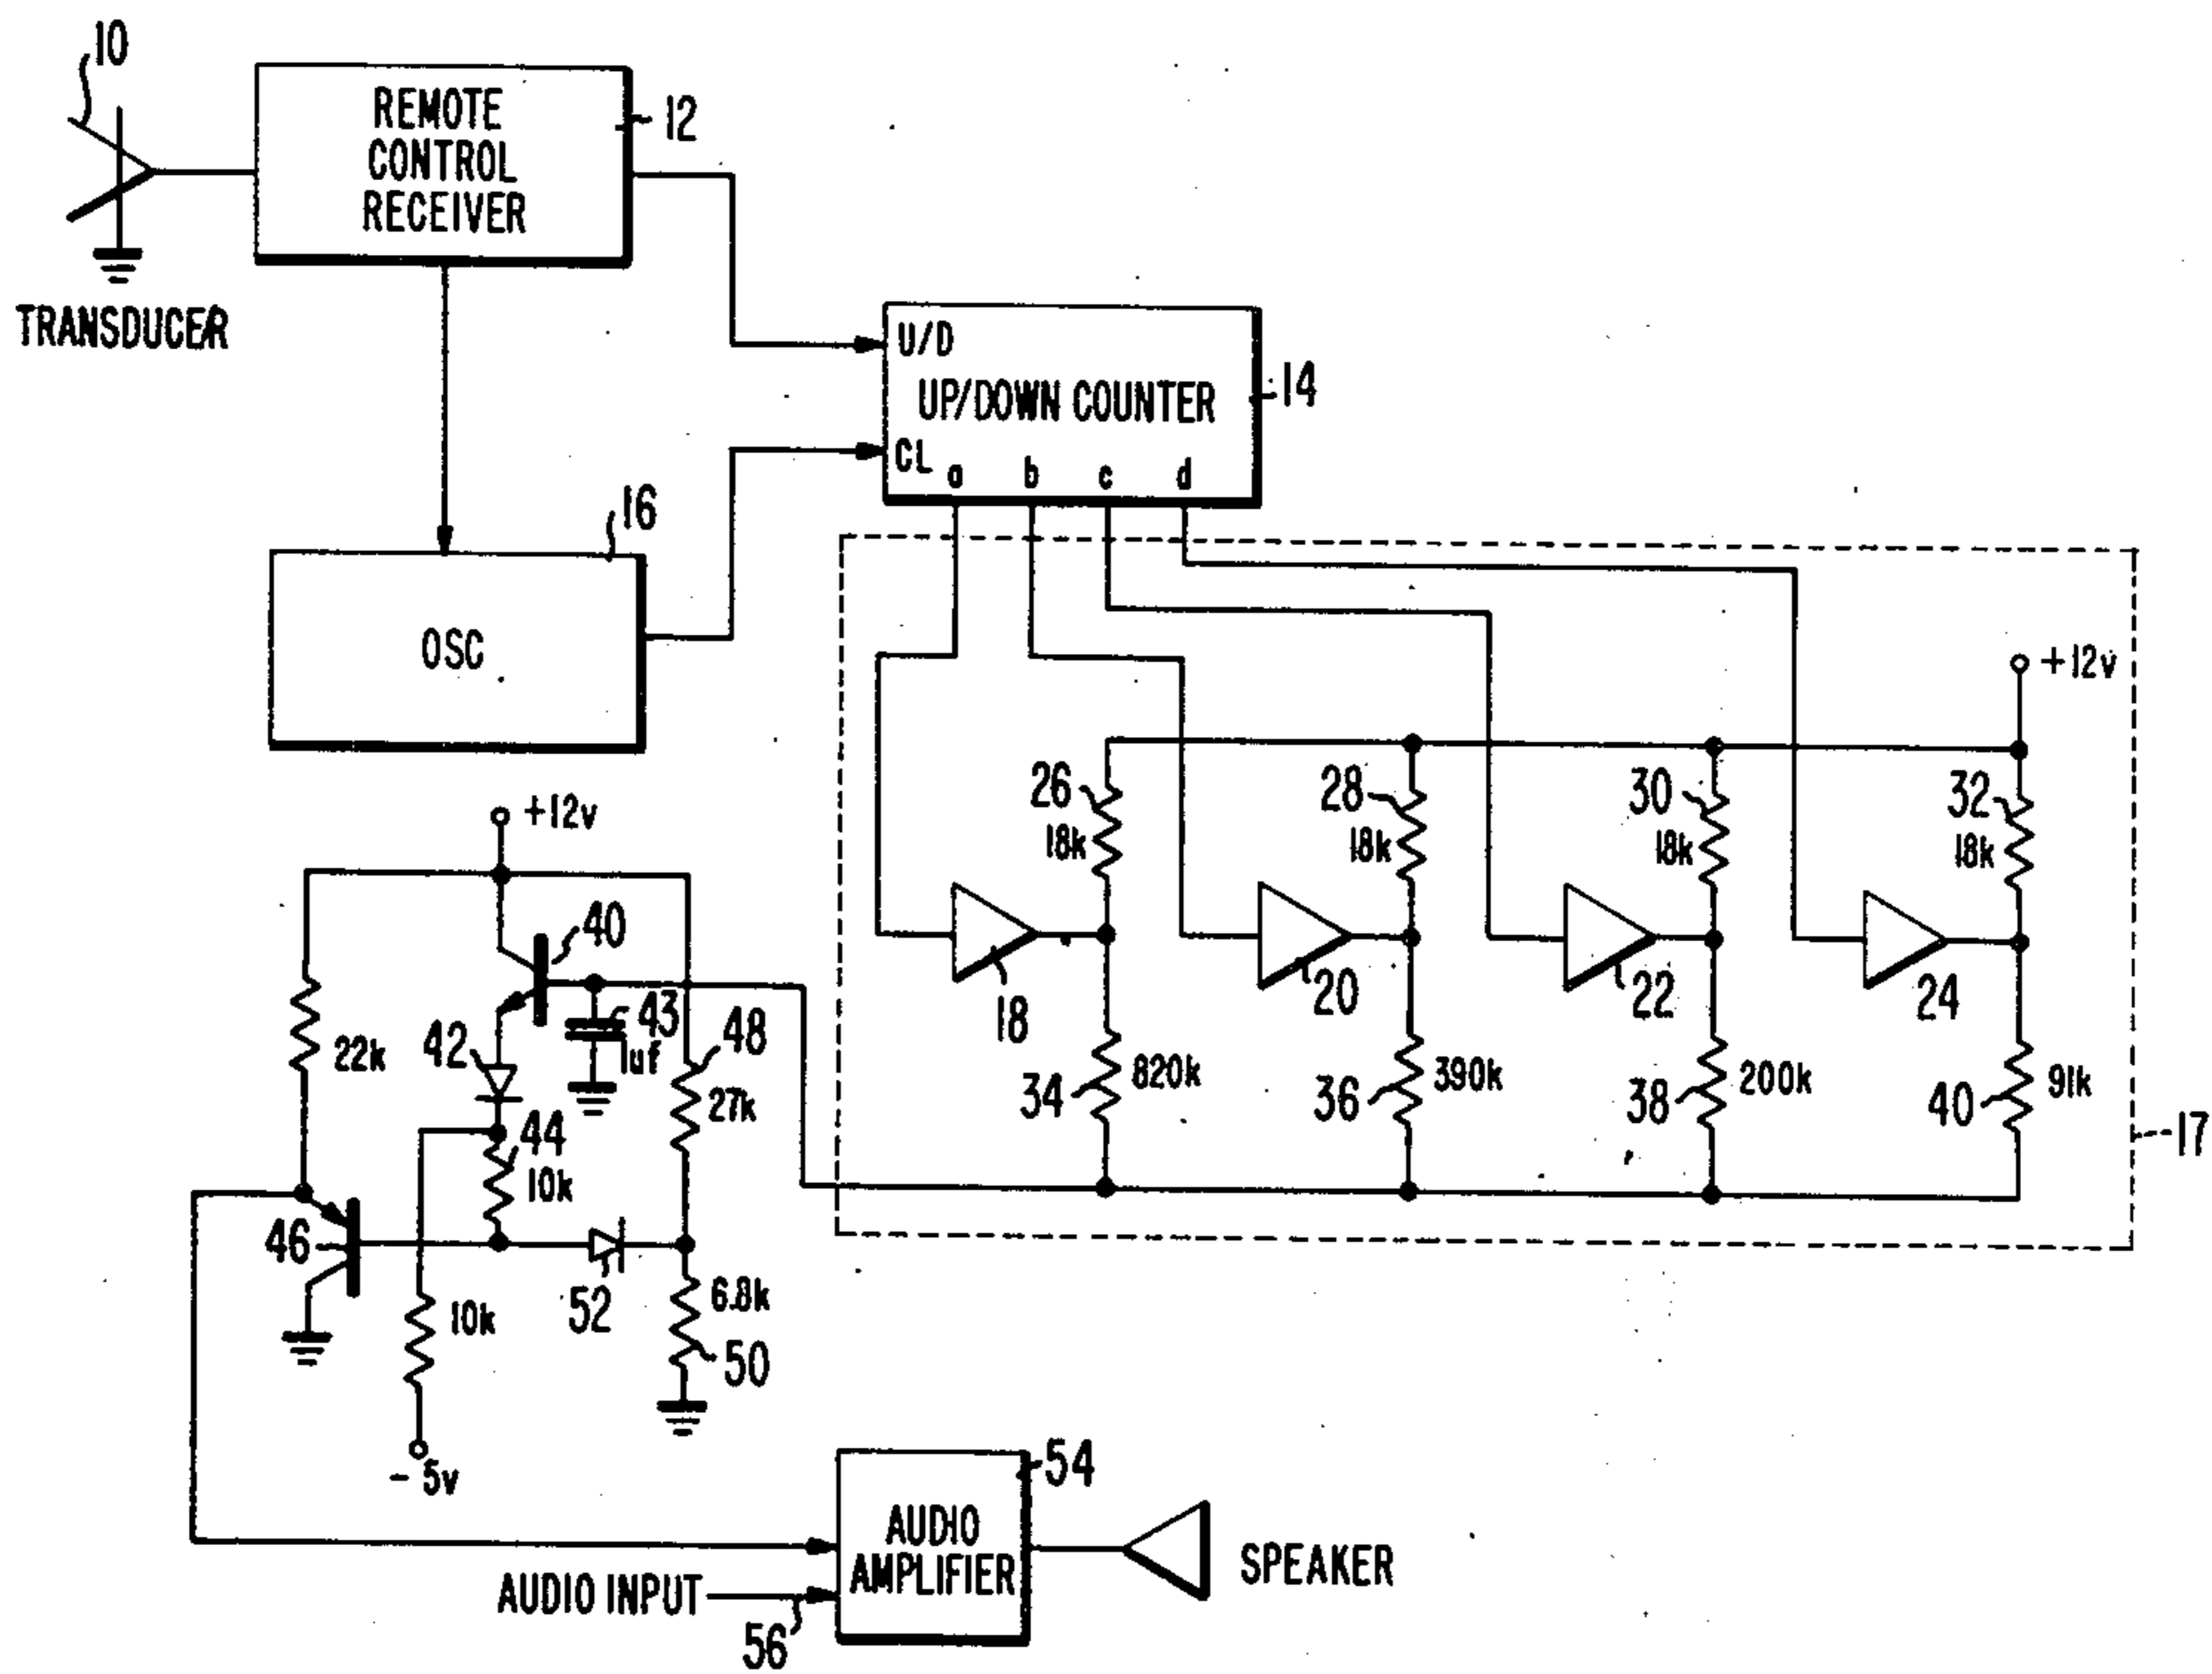 10
REMOTE
CONTROL
RECEIVER
12
TRANSDUCER
U/D
UP/DOWN COUNTER
14
CL
a b c d
16
OSC
+12v
26
18k
28
18k
30
18k
32
18k
+12v
40
18
20
22
24
22k
42
43
1uf
48
27k
34
820k
36
390k
38
200k
40
91k
17
44
10k
46
52
10k
6.8k
50
- 5v
54
AUDIO
AMPLIFIER
SPEAKER
AUDIO INPUT
56